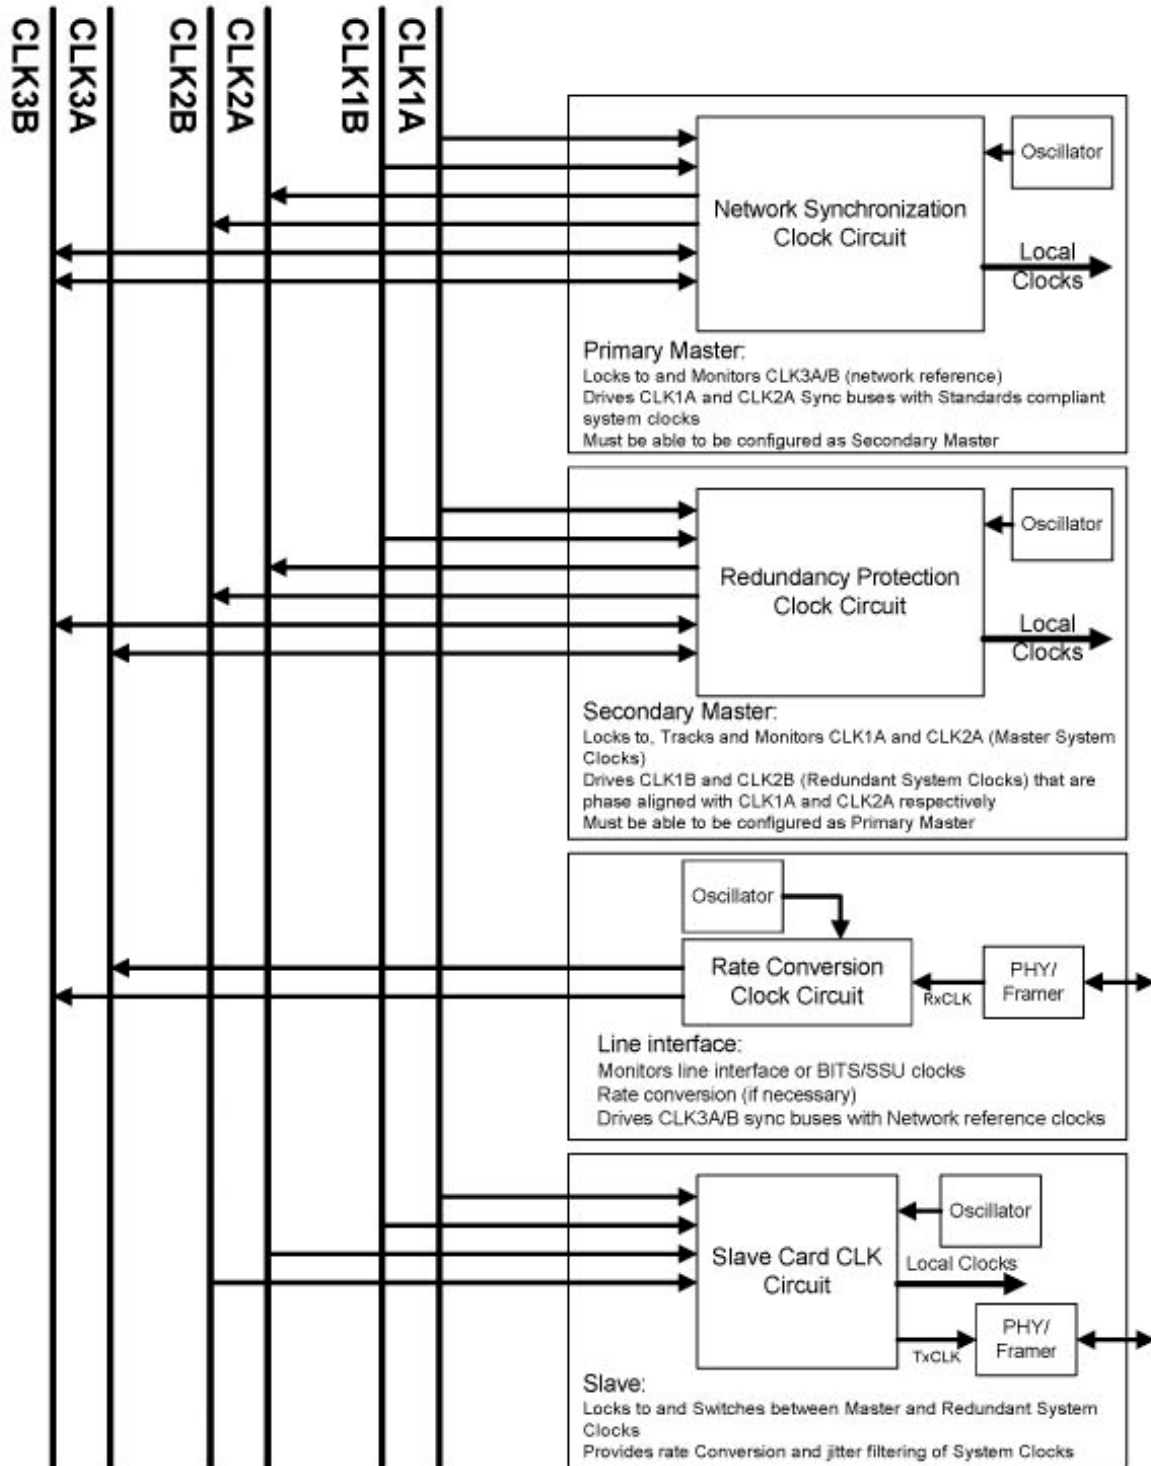 CLK3B
CLK3A
CLK2B
CLK2A
CLK1B
CLK1A
Network Synchronization
Clock Circuit
Oscillator
Local
Clocks
Primary Master:
Locks to and Monitors CLK3A/B (network reference)
Drives CLK1A and CLK2A Sync buses with Standards compliant
system clocks
Must be able to be configured as Secondary Master
Redundancy Protection
Clock Circuit
Oscillator
Local
Clocks
Secondary Master:
Locks to, Tracks and Monitors CLK1A and CLK2A (Master System
Clocks)
Drives CLK1B and CLK2B (Redundant System Clocks) that are
phase aligned with CLK1A and CLK2A respectively
Must be able to be configured as Primary Master
Oscillator
Rate Conversion
Clock Circuit
RxCLK
PHY/
Framer
Line interface:
Monitors line interface or BITS/SSU clocks
Rate conversion (if necessary)
Drives CLK3A/B sync buses with Network reference clocks
Slave Card CLK
Circuit
Oscillator
Local Clocks
TxCLK
PHY/
Framer
Slave:
Locks to and Switches between Master and Redundant System
Clocks
Provides rate Conversion and jitter filtering of System Clocks